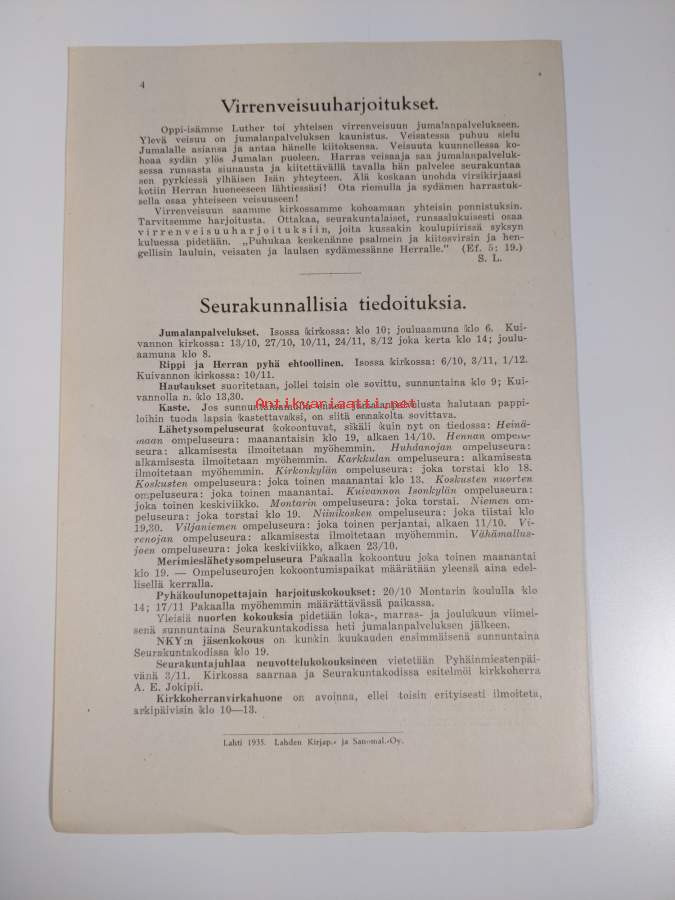 4
Virrenveisuuharjoitukset.
Oppi-isämme Luther toi yhteisen virrenveisuun jumalanpalvelukseen.
Ylevä veisuu on jumalanpalveluksen kaunistus. Veisatessa puhuu sielu
Jumalalle asiansa ja antaa hänelle kiitoksensa. Veisuuta kuunnellessa ko-
hoaa sydän ylös Jumalan puoleen. Harras veisaaja saa jumalanpalveluk-
sessa runsasta siunausta ja kiitettävällä tavalla hän palvelee seurakuntaa
sen pyrkiessä ylhäisen Isän yhteyteen. Älä koskaan unohda virsikirjaasi
kotiin Herran huoneeseen lähtiessäsi! Ota riemulla ja sydämen harrastuk-
sella osaa yhteiseen veisuuseen!
Virrenveisuun saamme kirkossamme kohoamaan yhteisin ponnistuksin.
Tarvitsemme harjoitusta. Ottakaa, seurakuntalaiset, runsaslukuisesti osaa
virrenveisuuharjoituksiin, joita kussakin koulupiirissä syksyn
kuluessa pidetään. „Puhukaa keskenänne psalmein ja kiitosvirsin ja hen-
gellisin lauluin, veisaten ja laulaen sydämessänne Herralle." (Ef. 5: 19.)
S. L.
Seurakunnallisia tiedoituksia.
Jumalanpalvelukset. Isossa kirkossa: klo 10; jouluaamuna klo 6. Kui-
vannon kirkossa: 13/10, 27/10, 10/11, 24/11, 8/12 joka kerta klo 14; joulu-
aamuna klo 8.
Rippi ja Herran pyhä ehtoollinen. Isossa kirkossa: 6/10, 3/11, 1/12.
Kuivannon kirkossa: 10/11.
Hautaukset suoritetaan, jollei toisin ole sovittu, sunnuntaina klo 9; Kui-
vannolla n. klo 13,30.
Antikvariaatti.net
Kaste. Jos sunnuntaiaamuna ennen jumalanpalvelusta halutaan pappi-
loihin tuoda lapsia kastettavaksi, on siitä ennakolta sovittava.
Lähetysompeluseurat kokoontuvat, sikäli kuin nyt on tiedossa: Heinä-
maan ompeluseura: maanantaisin klo 19, alkaen 14/10. Hennan ompelu-
seura: alkamisesta ilmoitetaan myöhemmin. Huhdanojan ompeluseura:
alkamisesta ilmoitetaan myöhemmin. Karkkulan ompeluseura: alkamisesta
ilmoitetaan myöhemmin. Kirkonkylän ompeluseura: joka torstai klo 18.
Koskusten ompeluseura: joka toinen maanantai klo 13. Koskusten nuorten
ompeluseura: joka toinen maanantai. Kuivannon Isonkylän ompeluseura:
joka toinen keskiviikko. Montarin ompeluseura: joka torstai. Niemen om-
peluseura: joka torstai klo 19. Niinikosken ompeluseura: joka tiistai klo
19,30. Viljaniemen ompeluseura: joka toinen perjantai, alkaen 11/10. Vi-
renojan ompeluseura: alkamisesta ilmoitetaan myöhemmin. Vähämallus-
joen ompeluseura: joka keskiviikko, alkaen 23/10.
Merimieslähetysompeluseura Pakaalla kokoontuu joka toinen maanantai
klo 19. — Ompeluseurojen kokoontumispaikat määrätään yleensä aina edel-
lisellä kerralla.
Pyhäkoulunopettajain harjoituskokoukset: 20/10 Montarin koululla klo
14; 17/11 Pakaalla myöhemmin määrättävässä paikassa.
Yleisiä nuorten kokouksia pidetään loka-, marras- ja joulukuun viimei-
senä sunnuntaina Seurakuntakodissa heti jumalanpalveluksen jälkeen.
NKY:n jäsenkokous on kunkin kuukauden ensimmäisenä sunnuntaina
Seurakuntakodissa klo 19.
Seurakuntajuhlaa neuvottelukokouksineen vietetään Pyhäinmiestenpäi-
vänä 3/11. Kirkossa saarnaa ja Seurakuntakodissa esitelmöi kirkkoherra
A. E. Jokipii.
Kirkkoherranvirkahuone on avoinna, ellei toisin erityisesti ilmoiteta,
arkipäivisin klo 10—13.
Lahti 1935. Lahden Kirjap.- ja Sanomal.-Oy.